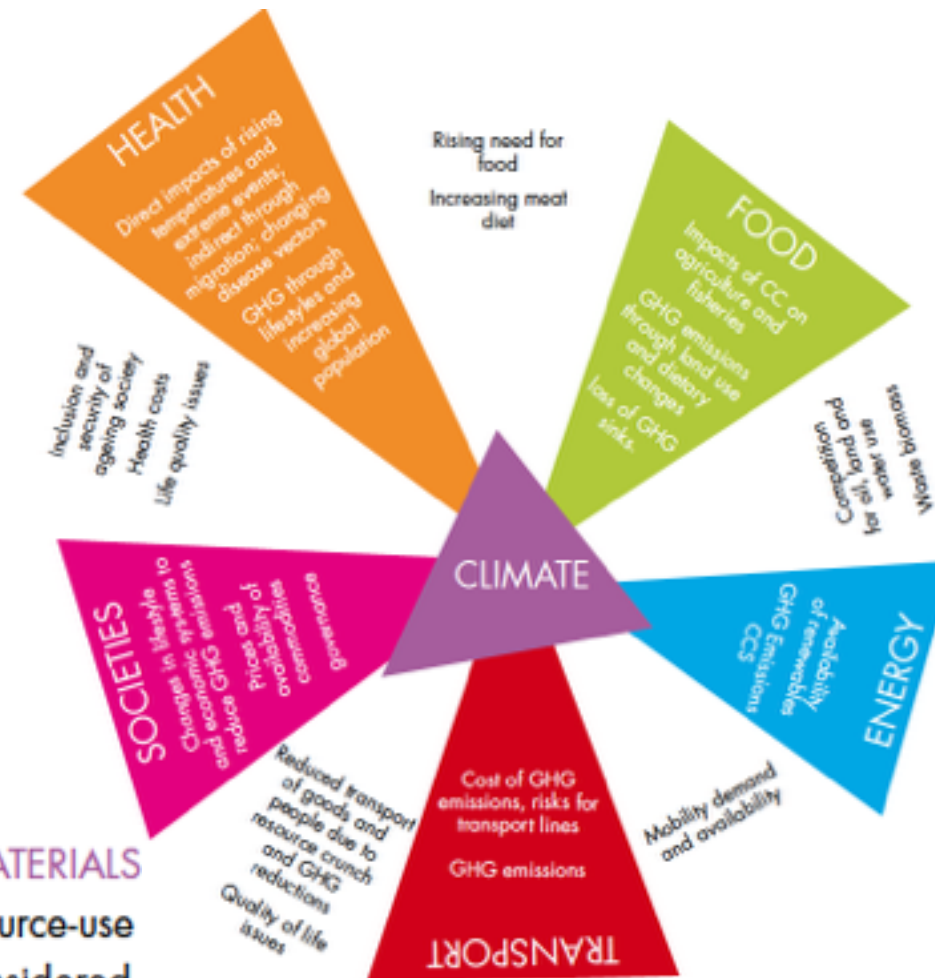 HEALTH
Direct impacts of rising
temperatures and
extreme events;
indirect through
migration; changing
disease vectors
GHG through
lifestyles and
increasing
global
population
Rising need for
food
Increasing meat
diet
FOOD
Impacts of CC on
agriculture and
fisheries
GHG emissions
through land use
and dietary
changes
loss of GHG
sinks.
Inclusion and
security of
ageing society
Health costs
Life quality issues
Competition
for oil, land and
water use
Waste biomass
CLIMATE
SOCIETIES
Changes in lifestyle
and economic systems to
reduce GHG emissions
Prices and
availability of
commodities
governance
ENERGY
Availability
of renewables
GHG Emissions
CCS
Reduced transport
of goods and
people due to
resource crunch
and GHG
reductions
Quality of life
issues
Cost of GHG
emissions, risks for
transport lines
GHG emissions
TRANSPORT
Mobility demand
and availability
ATERIALS
urce-use
nsidered